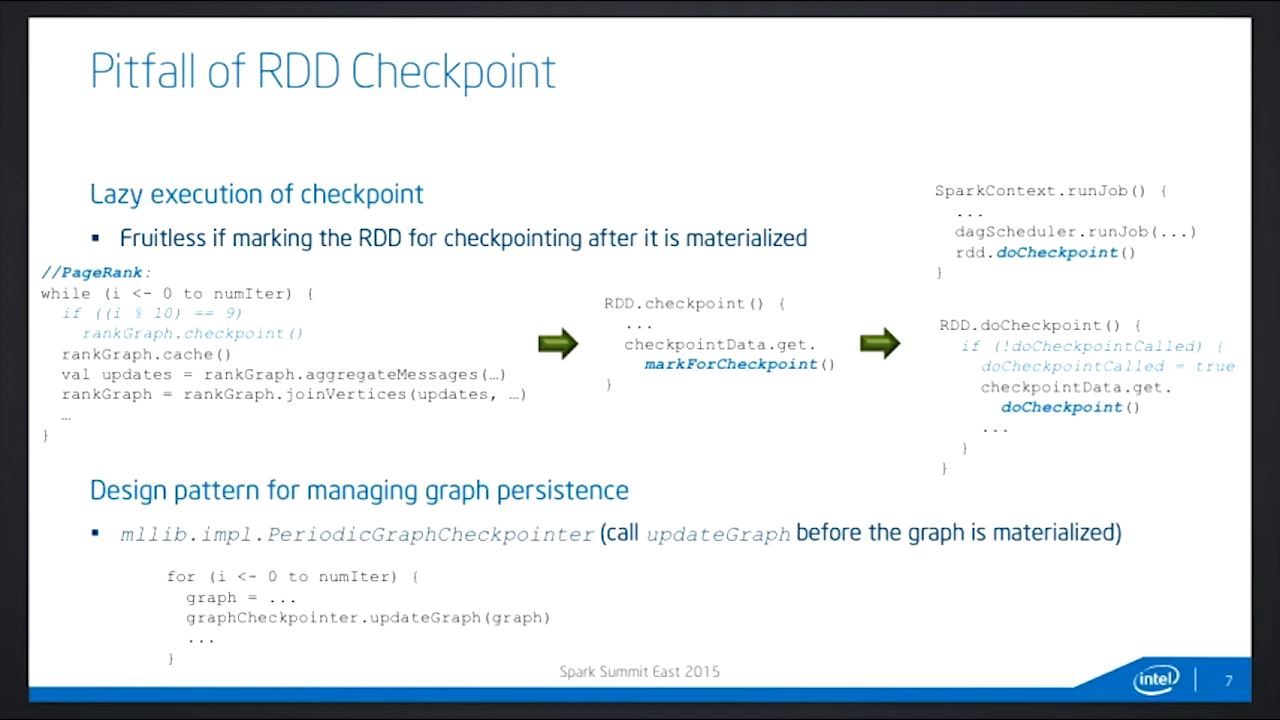 Pitfall of RDD Checkpoint
Lazy execution of checkpoint
▪ Fruitless if marking the RDD for checkpointing after it is materialized
//PageRank:
while (i <- 0 to numIter) {
if ((i % 10) == 9)
rankGraph.checkpoint()
rankGraph.cache()
val updates = rankGraph.aggregateMessages(…)
rankGraph = rankGraph.joinVertices(updates, …)
…
}
RDD.checkpoint() {
...
checkpointData.get.
markForCheckpoint()
}
SparkContext.runJob() {
...
dagScheduler.runJob(...)
rdd.doCheckpoint()
}
RDD.doCheckpoint() {
if (!doCheckpointCalled) {
doCheckpointCalled = true
checkpointData.get.
doCheckpoint()
...
}
}
Design pattern for managing graph persistence
▪ mllib.impl.PeriodicGraphCheckpointer (call updateGraph before the graph is materialized)
for (i <- 0 to numIter) {
graph = ...
graphCheckpointer.updateGraph(graph)
...
}
Spark Summit East 2015
intel
7